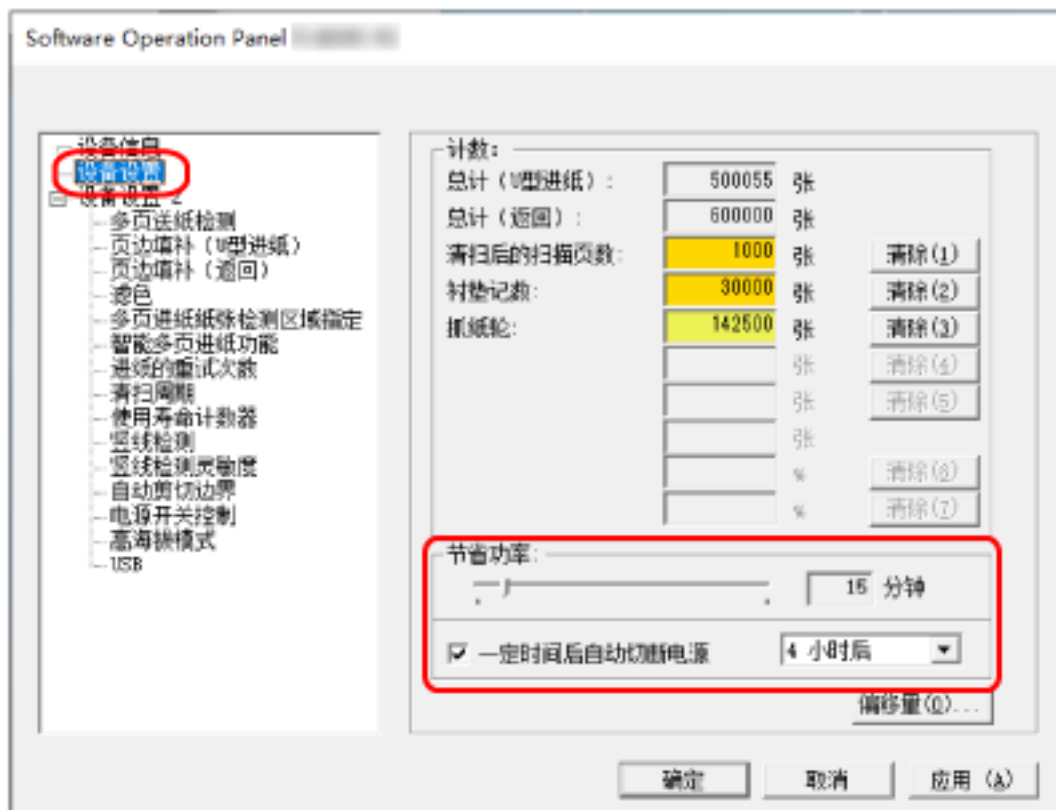 Software Operation Panel
设备信息
设备设置
设备设置 2
多页送纸检测
页边填补（U型进纸）
页边填补（返回）
滤色
多页进纸纸张检测区域指定
智能多页进纸功能
进纸的重试次数
清扫周期
使用寿命计数器
竖线检测
竖线检测灵敏度
自动剪切边界
电源开关控制
高海拔模式
USB
计数：
总计（U型进纸）： 500055 张
总计（返回）： 600000 张
清扫后的扫描页数： 1000 张 清除(1)
衬垫记数： 30000 张 清除(2)
抓纸轮： 142500 张 清除(3)
张 清除(4)
张 清除(5)
张
% 清除(6)
% 清除(7)
节省功率：
15 分钟
一定时间后自动切断电源 4 小时后
偏移量(O)...
确定 取消 应用 (A)